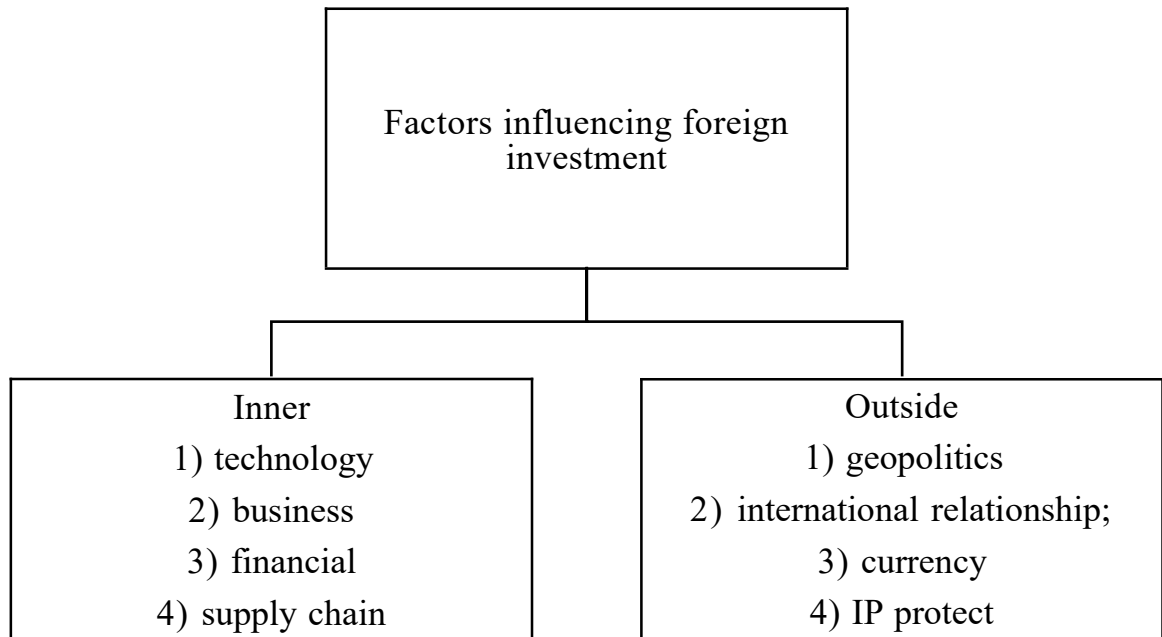 Factors influencing foreign
investment
Inner
1) technology
2) business
3) financial
4) supply chain
Outside
1) geopolitics
2) international relationship;
3) currency
4) IP protect